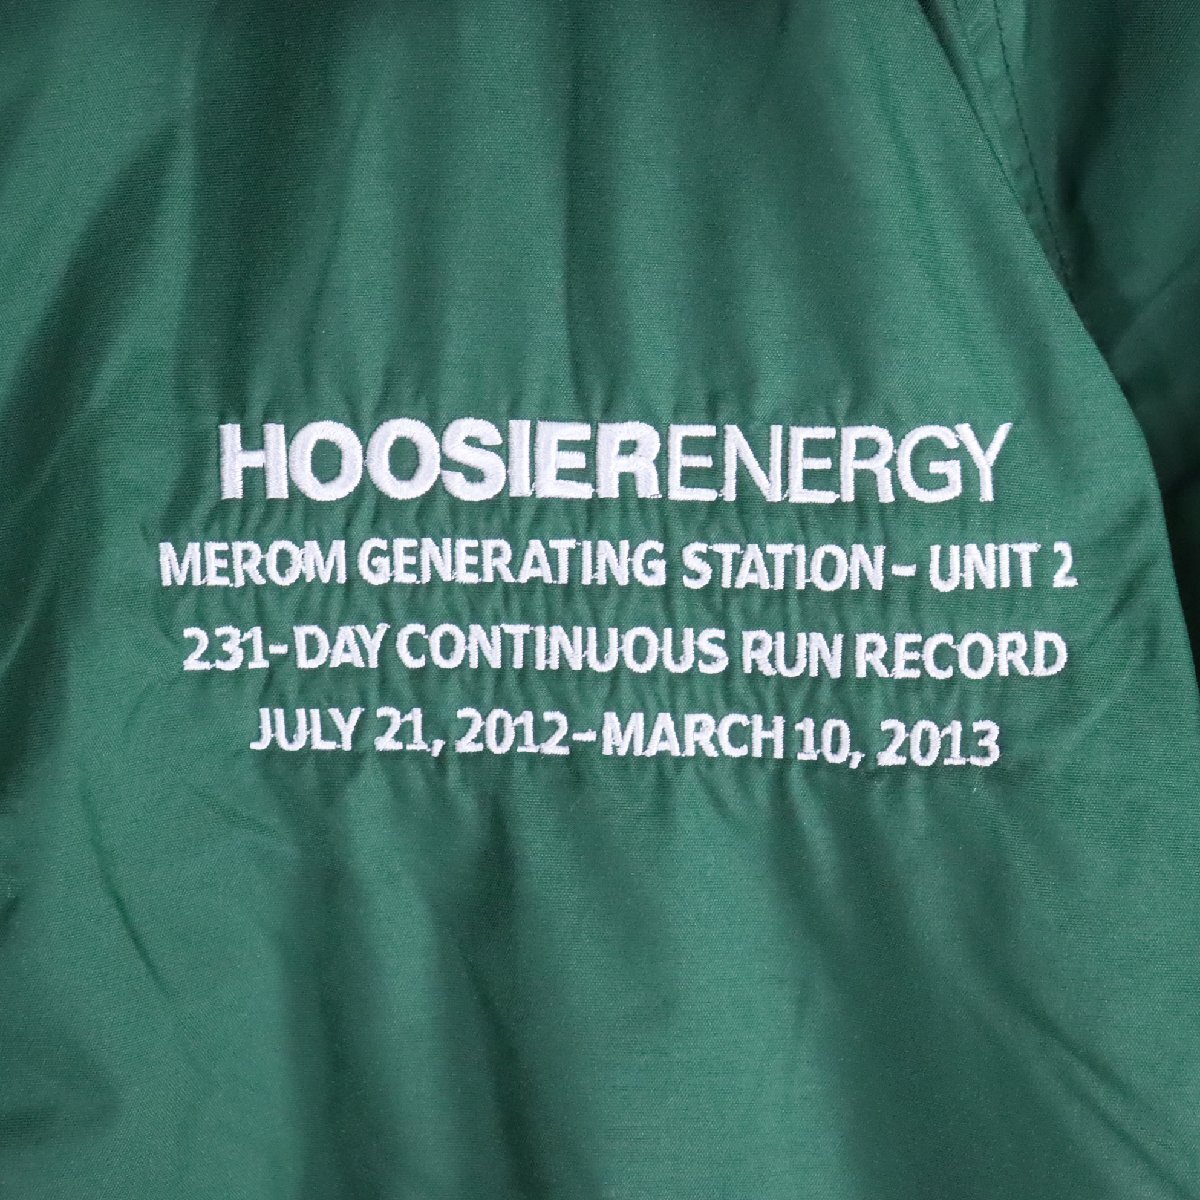 HOOSIERENERGY
MEROM GENERATING STATION - UNIT 2
231-DAY CONTINUOUS RUN RECORD
JULY 21, 2012-MARCH 10, 2013